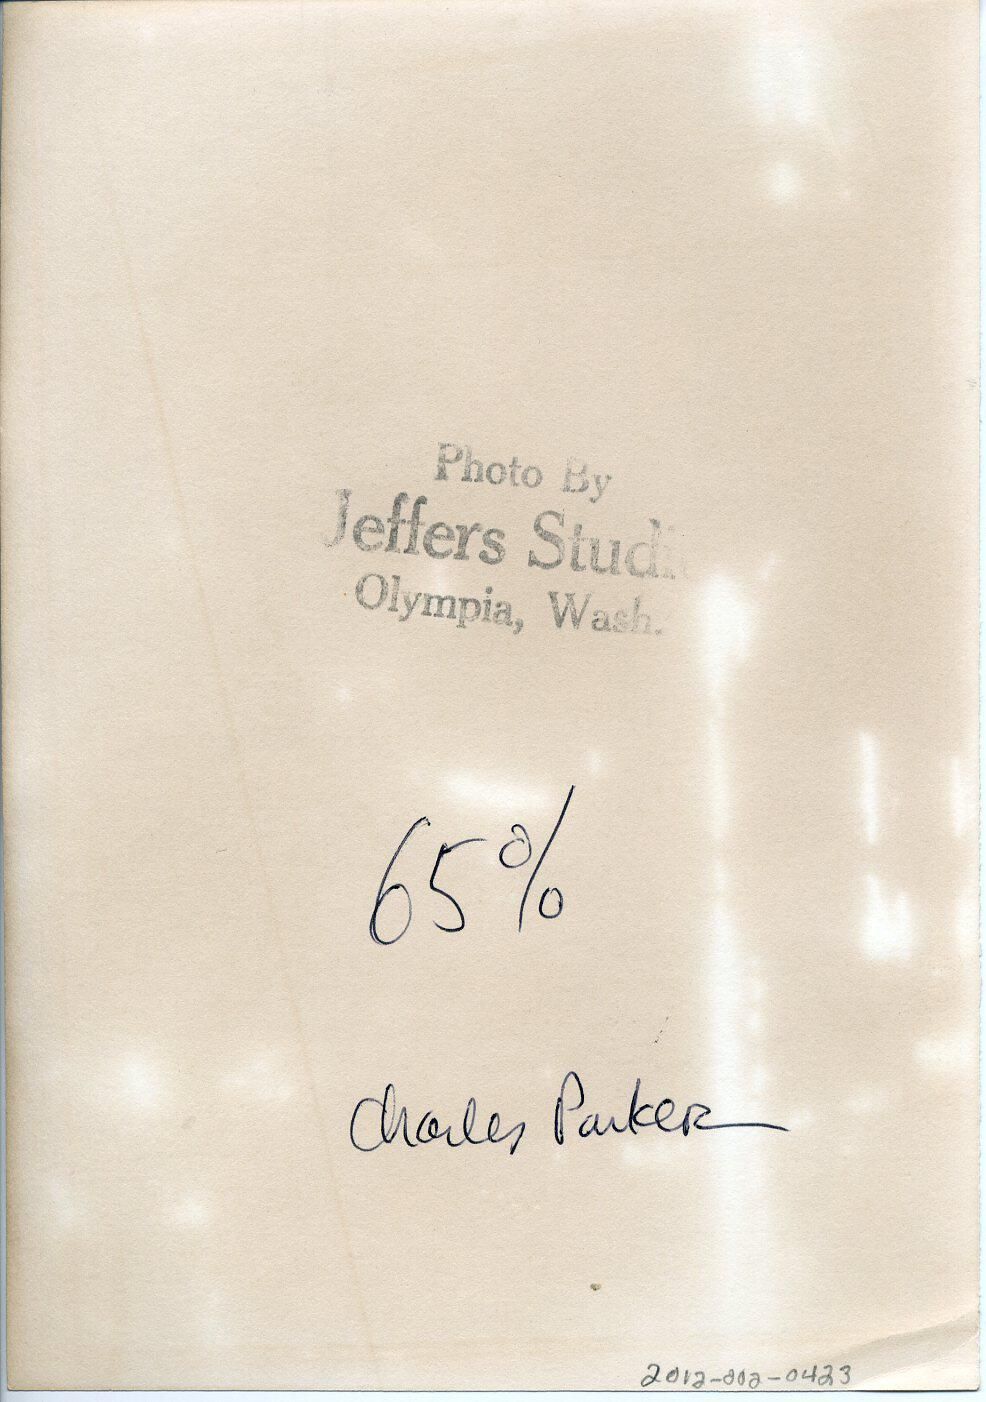 Photo By
Jeffers Studi
Olympia, Wash.
65%
Charles Parker
2012-002-0423